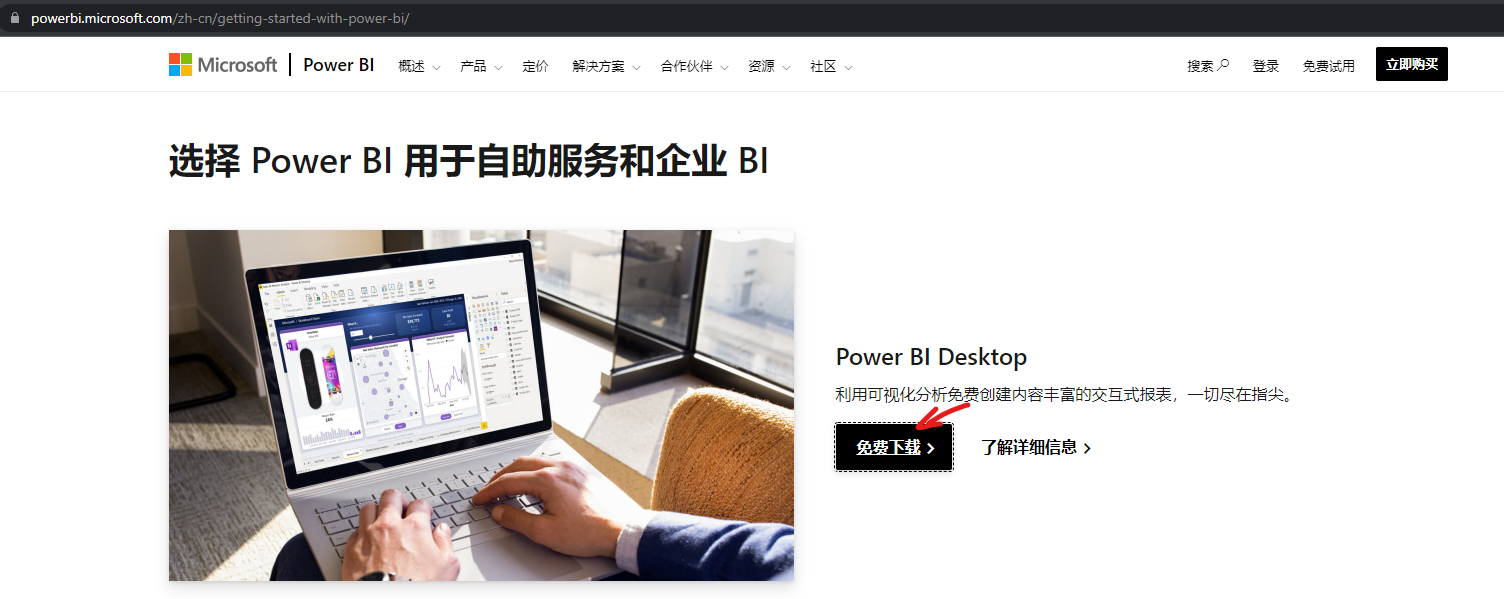 powerbi.microsoft.com/zh-cn/getting-started-with-power-bi/
Microsoft Power BI 概述 产品 定价 解决方案 合作伙伴 资源 社区 搜索 登录 免费试用 立即购买
选择 Power BI 用于自助服务和企业 BI
Power BI Desktop
利用可视化分析免费创建内容丰富的交互式报表，一切尽在指尖。
免费下载 了解详细信息